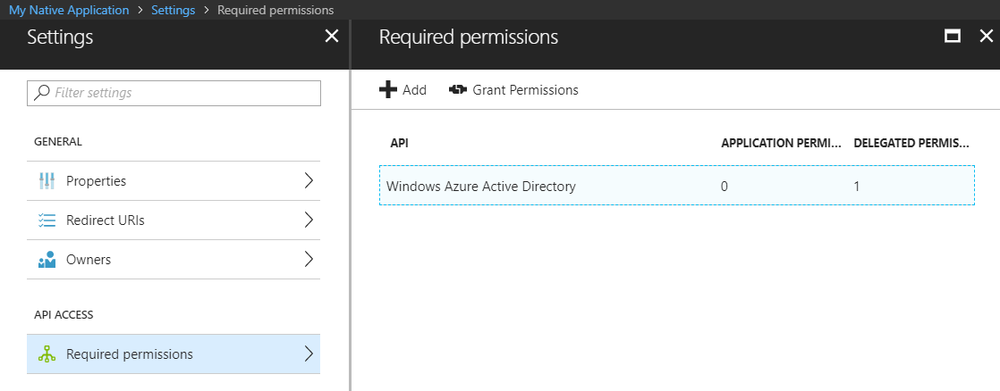 My Native Application > Settings > Required permissions
Settings
Filter settings
GENERAL
Properties
Redirect URIs
Owners
API ACCESS
Required permissions
Required permissions
Add Grant Permissions
API APPLICATION PERMI... DELEGATED PERMIS...
Windows Azure Active Directory 0 1